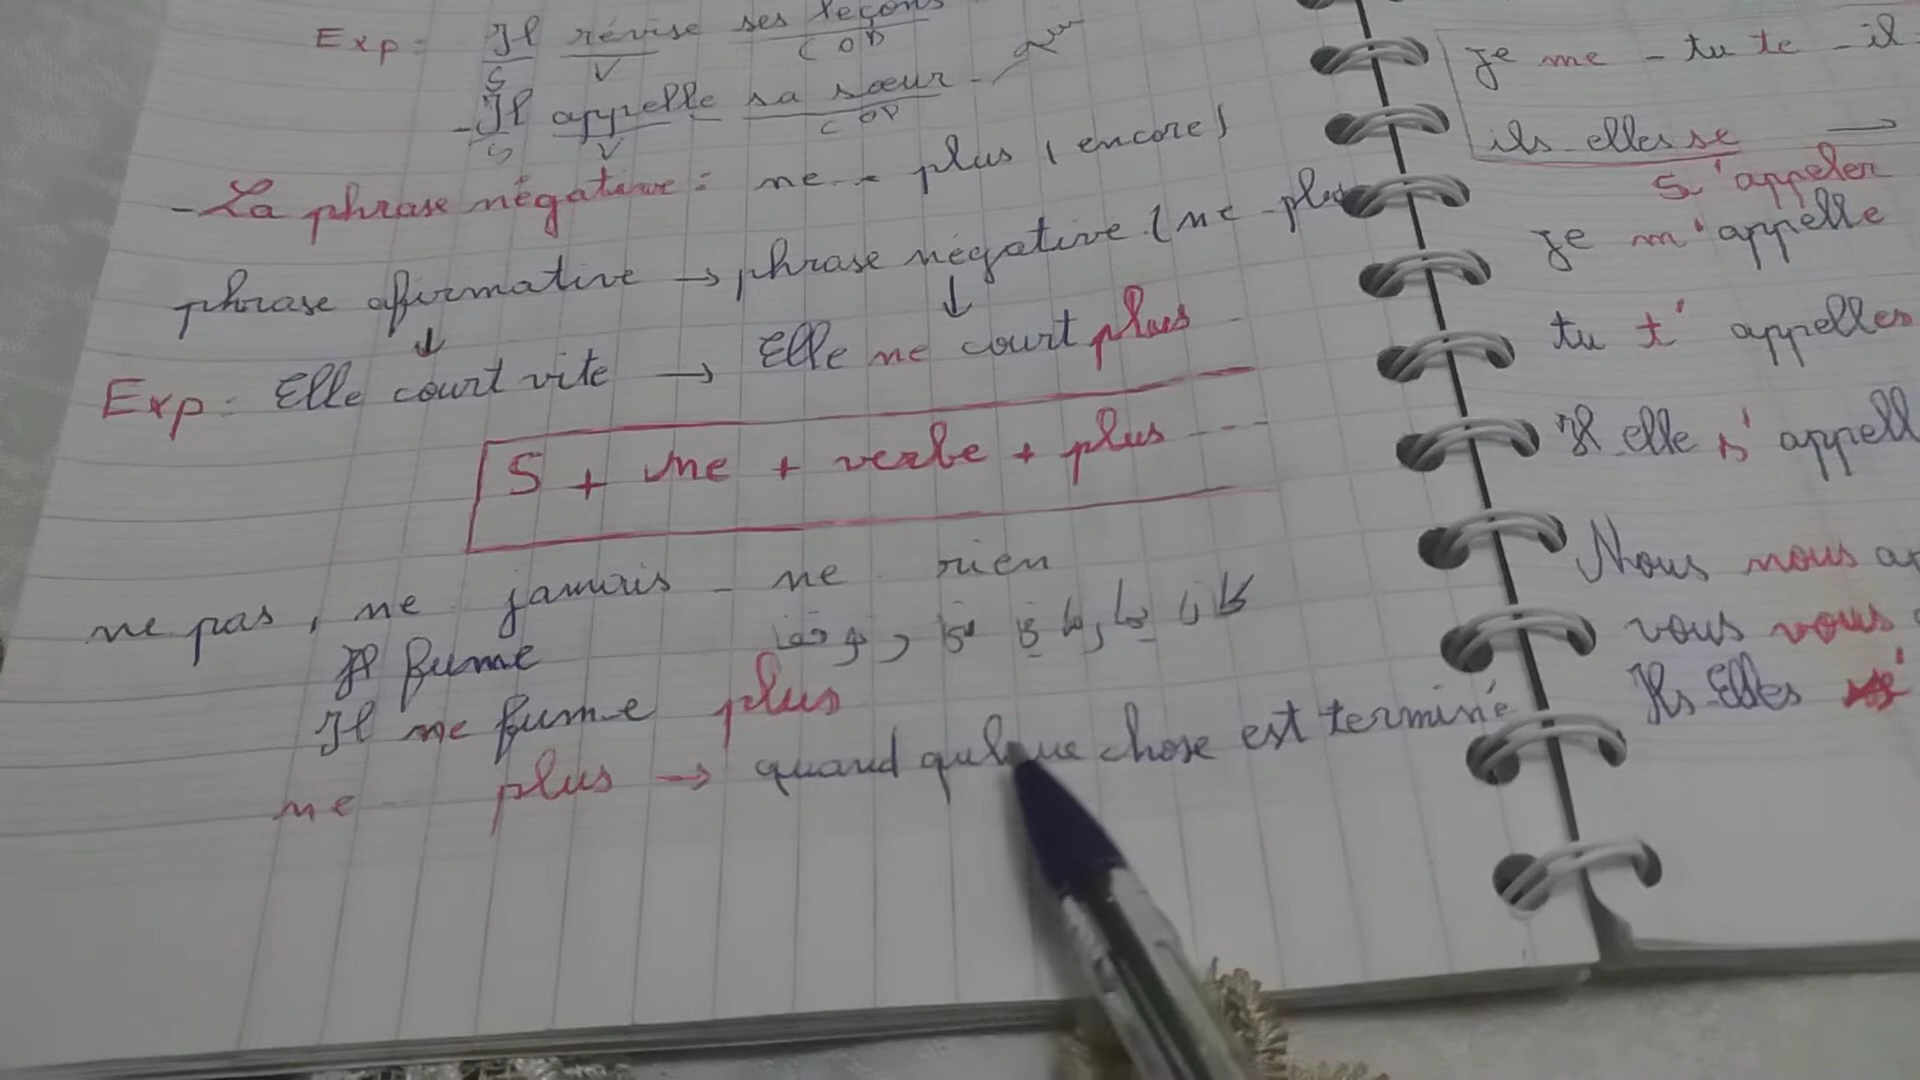 Exp = Il révise ses leçons
S V COD
- Il appelle sa sœur -
S V COD
- La phrase négative : ne - plus (encore)
phrase affirmative → phrase négative (ne - plus
↓ ↓
Exp : Elle court vite → Elle ne court plus
S + ne + verbe + plus
ne pas, ne jamais - ne rien
Il fume
Il ne fume plus
ne plus → quand quelque chose est terminé
je me - tu te - il
ils - elles se →
s'appeler
je m'appelle
tu t'appelles
Il elle s'appell
Nous nous ap
vous vous
Ils - Elles